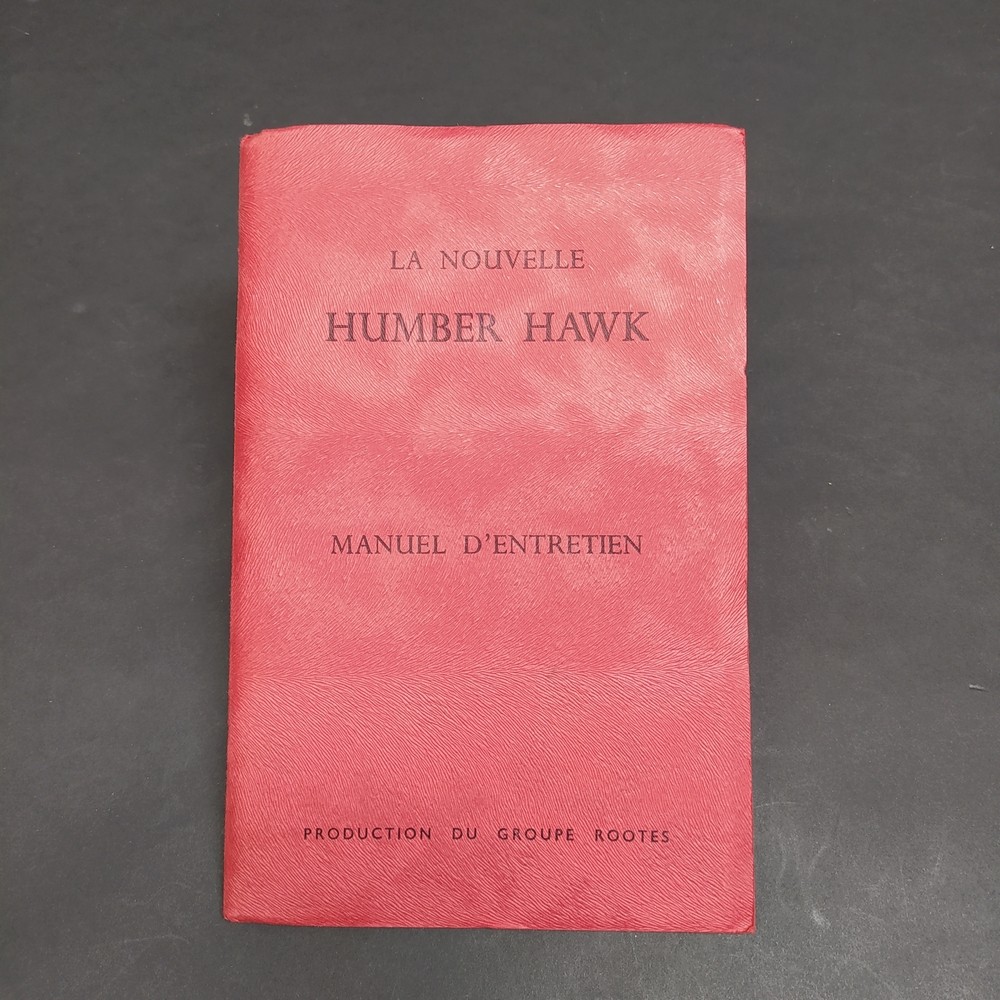 LA NOUVELLE
HUMBER HAWK
MANUEL D'ENTRETIEN
PRODUCTION DU GROUPE ROOTES